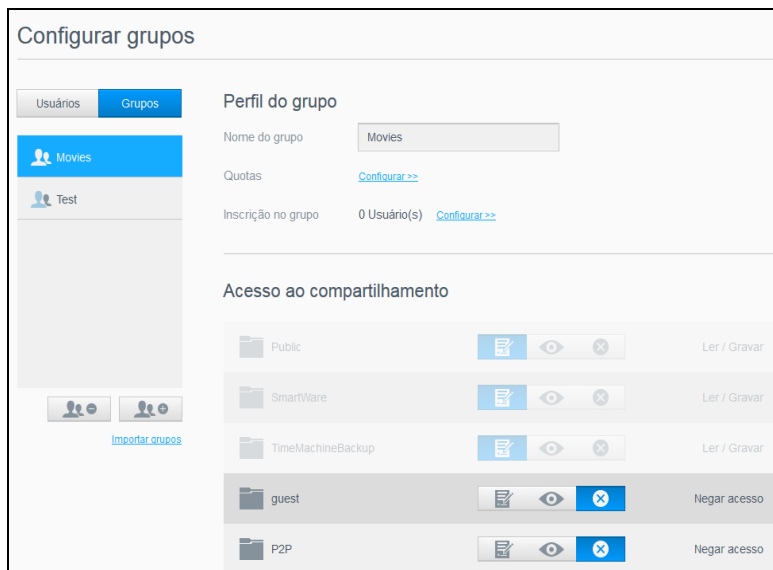 Configurar grupos
Usuários
Grupos
Movies
Test
Importar grupos
Perfil do grupo
Nome do grupo
Movies
Quotas
Configurar >>
Inscrição no grupo
0 Usuário(s)
Configurar >>
Acesso ao compartilhamento
Public
Ler / Gravar
SmartWare
Ler / Gravar
TimeMachineBackup
Ler / Gravar
guest
Negar acesso
P2P
Negar acesso